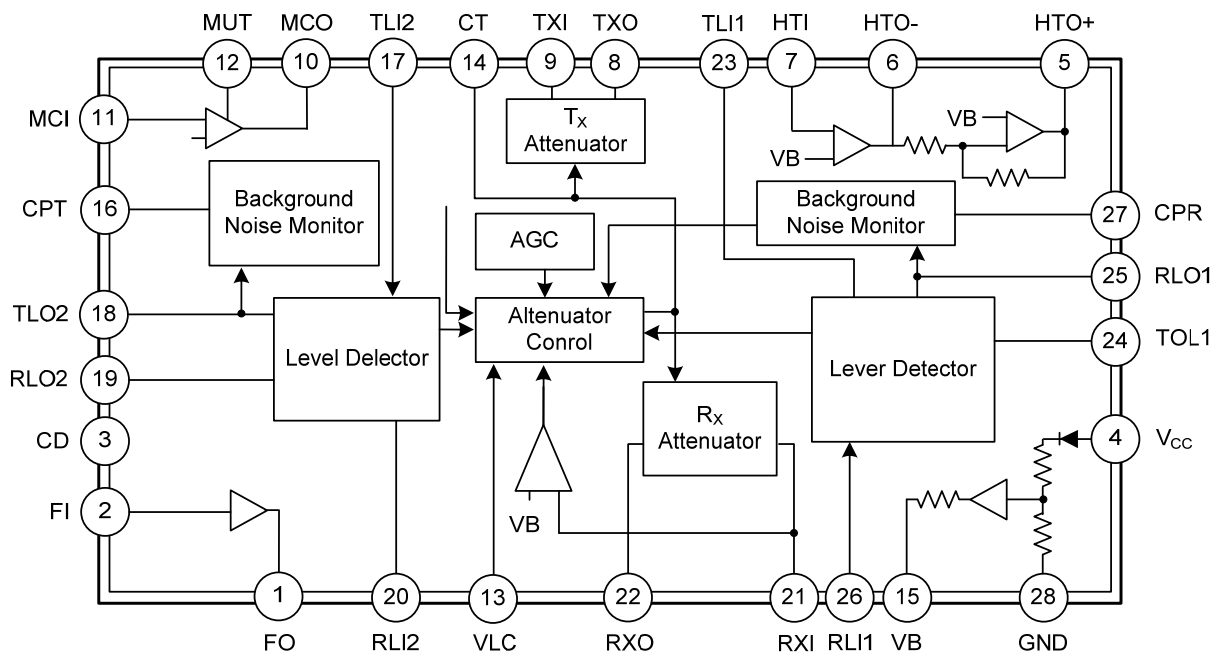 MUT MCO TLI2 CT TXI TXO TLI1 HTI HTO- HTO+
12 10 17 14 9 8 23 7 6 5
MCI 11
TX
Attenuator
VB
VB
CPT 16
Background
Noise Monitor
AGC
Background
Noise Monitor
27 CPR
25 RLO1
TLO2 18
Level Delector
Altenuator
Conrol
Lever Detector
24 TOL1
RLO2 19
CD 3
RX
Attenuator
4 VCC
FI 2
VB
1 20 13 22 21 26 15 28
FO RLI2 VLC RXO RXI RLI1 VB GND